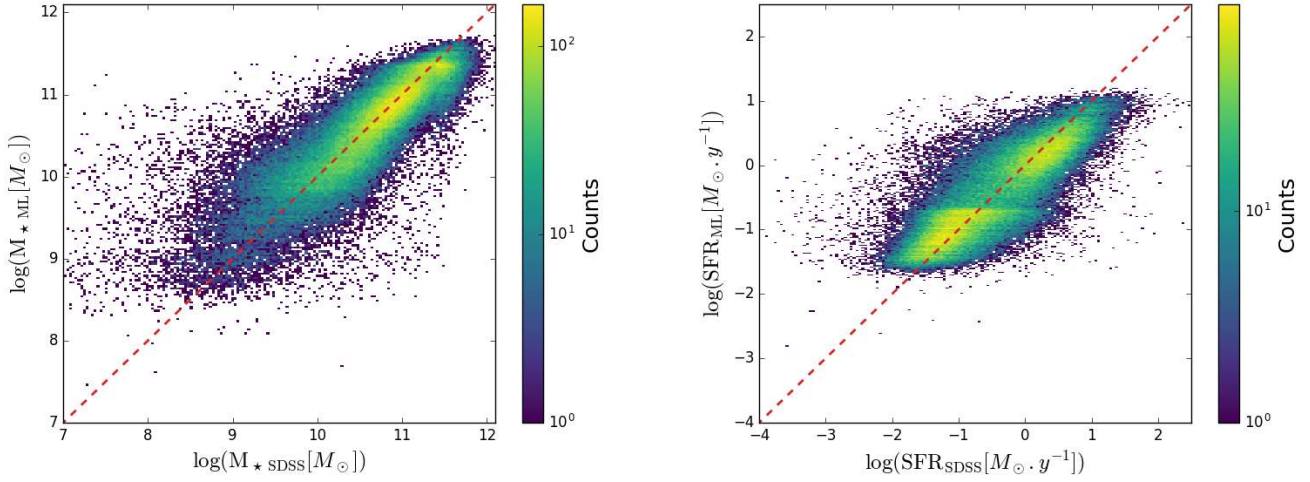 12
11
10
9
8
7
log(M⋆ ML[M⊙])
7 8 9 10 11 12
log(M⋆ SDSS[M⊙])
10²
10¹
10⁰
Counts
2
1
0
−1
−2
−3
−4
log(SFR_ML[M⊙.y⁻¹])
−4 −3 −2 −1 0 1 2
log(SFR_SDSS[M⊙.y⁻¹])
10¹
10⁰
Counts